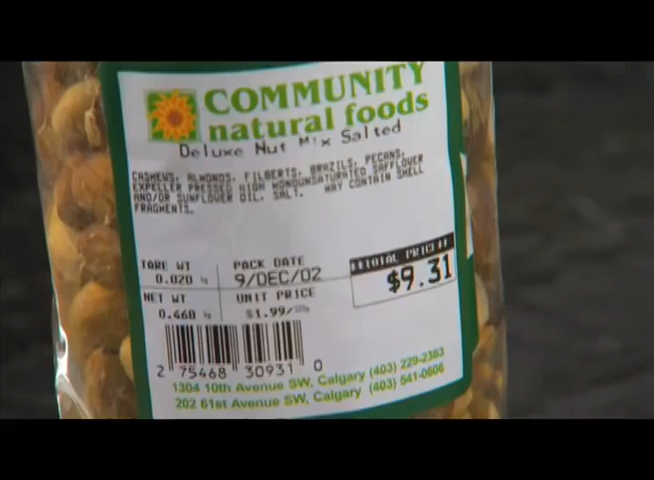 COMMUNITY
natural foods
Deluxe Nut Mix Salted
CASHEWS, ALMONDS, FILBERTS, BRAZILS, PECANS,
EXPELLER PRESSED HIGH MONOUNSATURATED SAFFLOWER
AND/OR SUNFLOWER OIL, SALT. MAY CONTAIN SHELL
FRAGMENTS.
TARE WT
0.020
PACK DATE
9/DEC/02
TOTAL PRICE
$9.31
NET WT
0.468
UNIT PRICE
$1.99/
2 75468 30931 0
1304 10th Avenue SW, Calgary (403) 229-2383
202 61st Avenue SW, Calgary (403) 541-0606